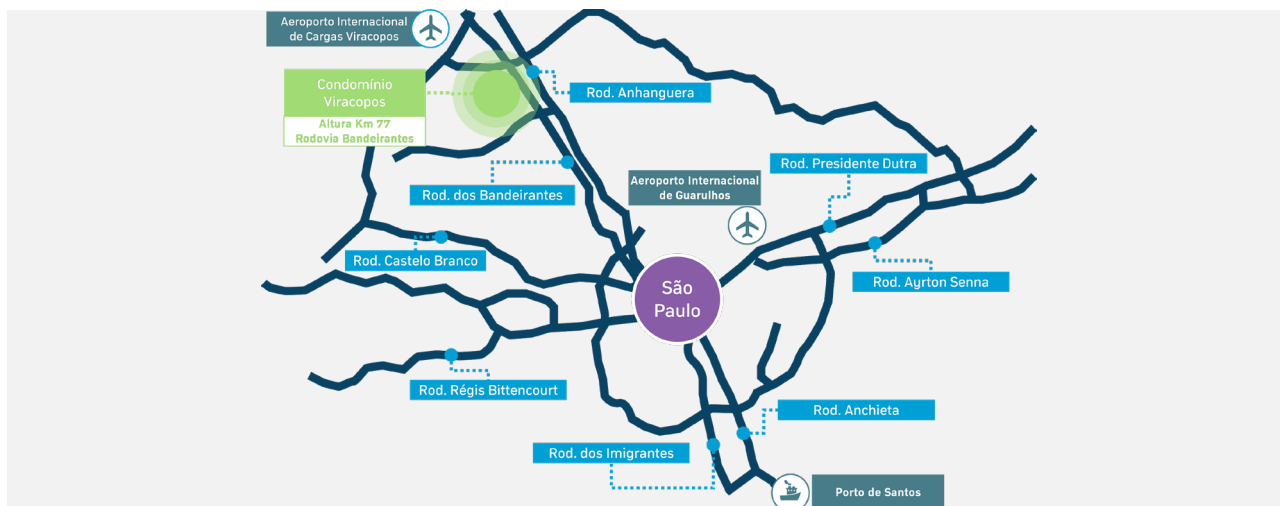 Aeroporto Internacional
de Cargas Viracopos
Condomínio
Viracopos
Altura Km 77
Rodovia Bandeirantes
Rod. Anhanguera
Rod. dos Bandeirantes
Aeroporto Internacional
de Guarulhos
Rod. Presidente Dutra
Rod. Castelo Branco
Rod. Ayrton Senna
São
Paulo
Rod. Régis Bittencourt
Rod. Anchieta
Rod. dos Imigrantes
Porto de Santos